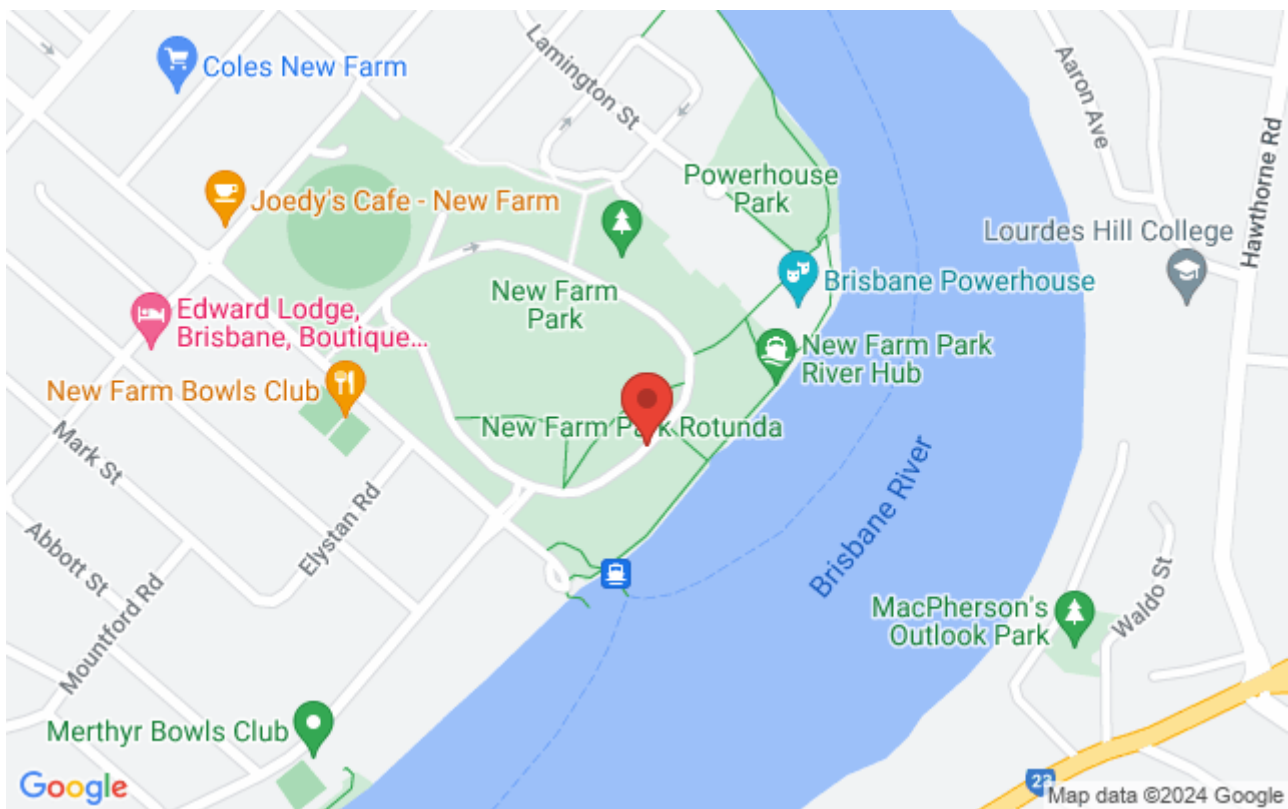 Coles New Farm
Lamington St
Aaron Ave
Hawthorne Rd
Powerhouse
Park
Joedy's Cafe - New Farm
Lourdes Hill College
Brisbane Powerhouse
New Farm
Park
Edward Lodge,
Brisbane, Boutique...
New Farm Park
River Hub
New Farm Bowls Club
New Farm Park Rotunda
Mark St
Elystan Rd
Brisbane River
Abbott St
Mountford Rd
MacPherson's
Outlook Park
Waldo St
Merthyr Bowls Club
Google
23
Map data ©2024 Google